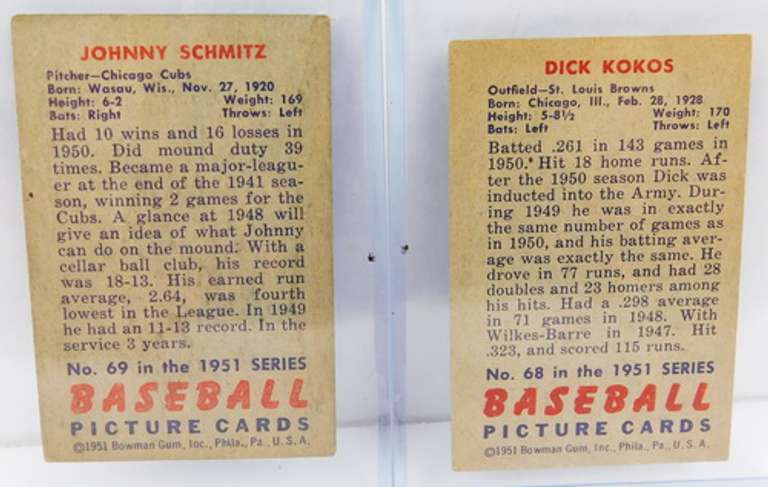 JOHNNY SCHMITZ
Pitcher—Chicago Cubs
Born: Wasau, Wis., Nov. 27, 1920
Height: 6-2 Weight: 169
Bats: Right Throws: Left
Had 10 wins and 16 losses in
1950. Did mound duty 39
times. Became a major-leagu-
er at the end of the 1941 sea-
son, winning 2 games for the
Cubs. A glance at 1948 will
give an idea of what Johnny
can do on the mound. With a
cellar ball club, his record
was 18-13. His earned run
average, 2.64, was fourth
lowest in the League. In 1949
he had an 11-13 record. In the
service 3 years.
No. 69 in the 1951 SERIES
BASEBALL
PICTURE CARDS
©1951 Bowman Gum, Inc., Phila., Pa., U.S.A.
DICK KOKOS
Outfield—St. Louis Browns
Born: Chicago, Ill., Feb. 28, 1928
Height: 5-8½ Weight: 170
Bats: Left Throws: Left
Batted .261 in 143 games in
1950. Hit 18 home runs. Af-
ter the 1950 season Dick was
inducted into the Army. Dur-
ing 1949 he was in exactly
the same number of games as
in 1950, and his batting aver-
age was exactly the same. He
drove in 77 runs, and had 28
doubles and 23 homers among
his hits. Had a .298 average
in 71 games in 1948. With
Wilkes-Barre in 1947. Hit
.323, and scored 115 runs.
No. 68 in the 1951 SERIES
BASEBALL
PICTURE CARDS
©1951 Bowman Gum, Inc., Phila., Pa., U.S.A.